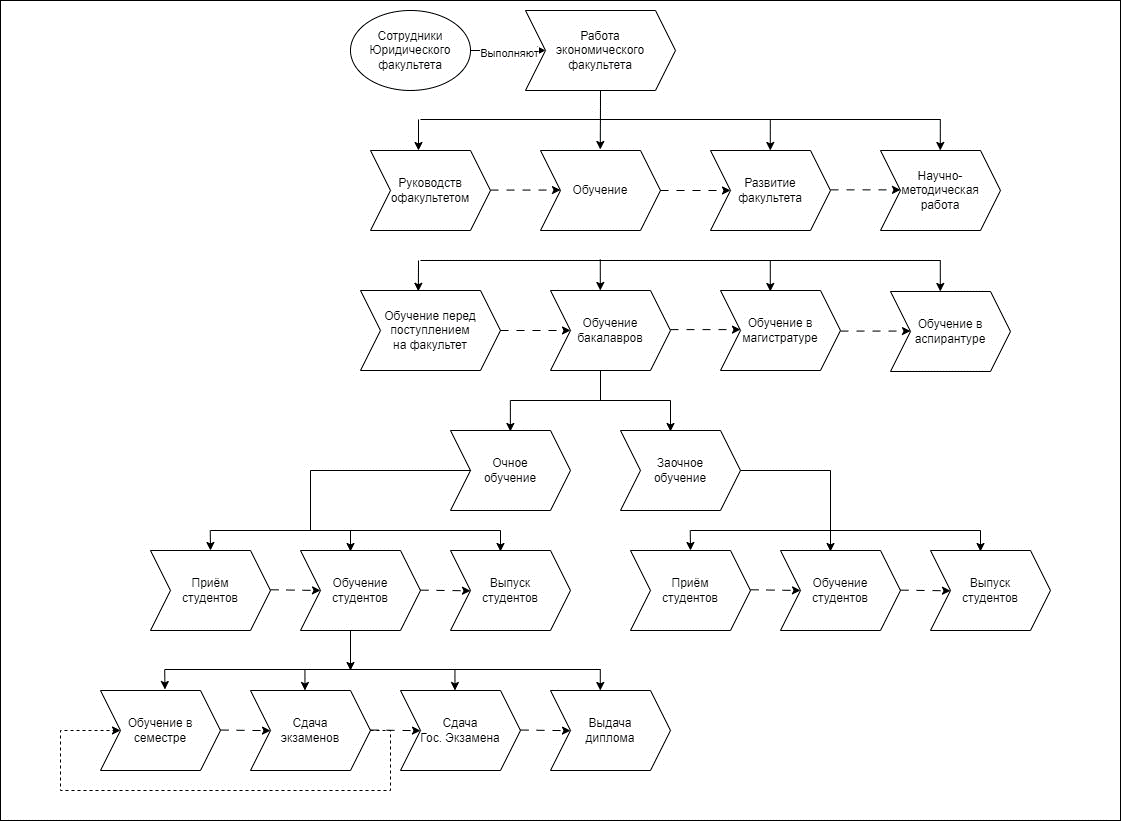 Сотрудники
Юридического
факультета
Выполняют
Работа
экономического
факультета
Руководств
офакультетом
Обучение
Развитие
факультета
Научно-
методическая
работа
Обучение перед
поступлением
на факультет
Обучение
бакалавров
Обучение в
магистратуре
Обучение в
аспирантуре
Очное
обучение
Заочное
обучение
Приём
студентов
Обучение
студентов
Выпуск
студентов
Приём
студентов
Обучение
студентов
Выпуск
студентов
Обучение в
семестре
Сдача
экзаменов
Сдача
Гос. Экзамена
Выдача
диплома